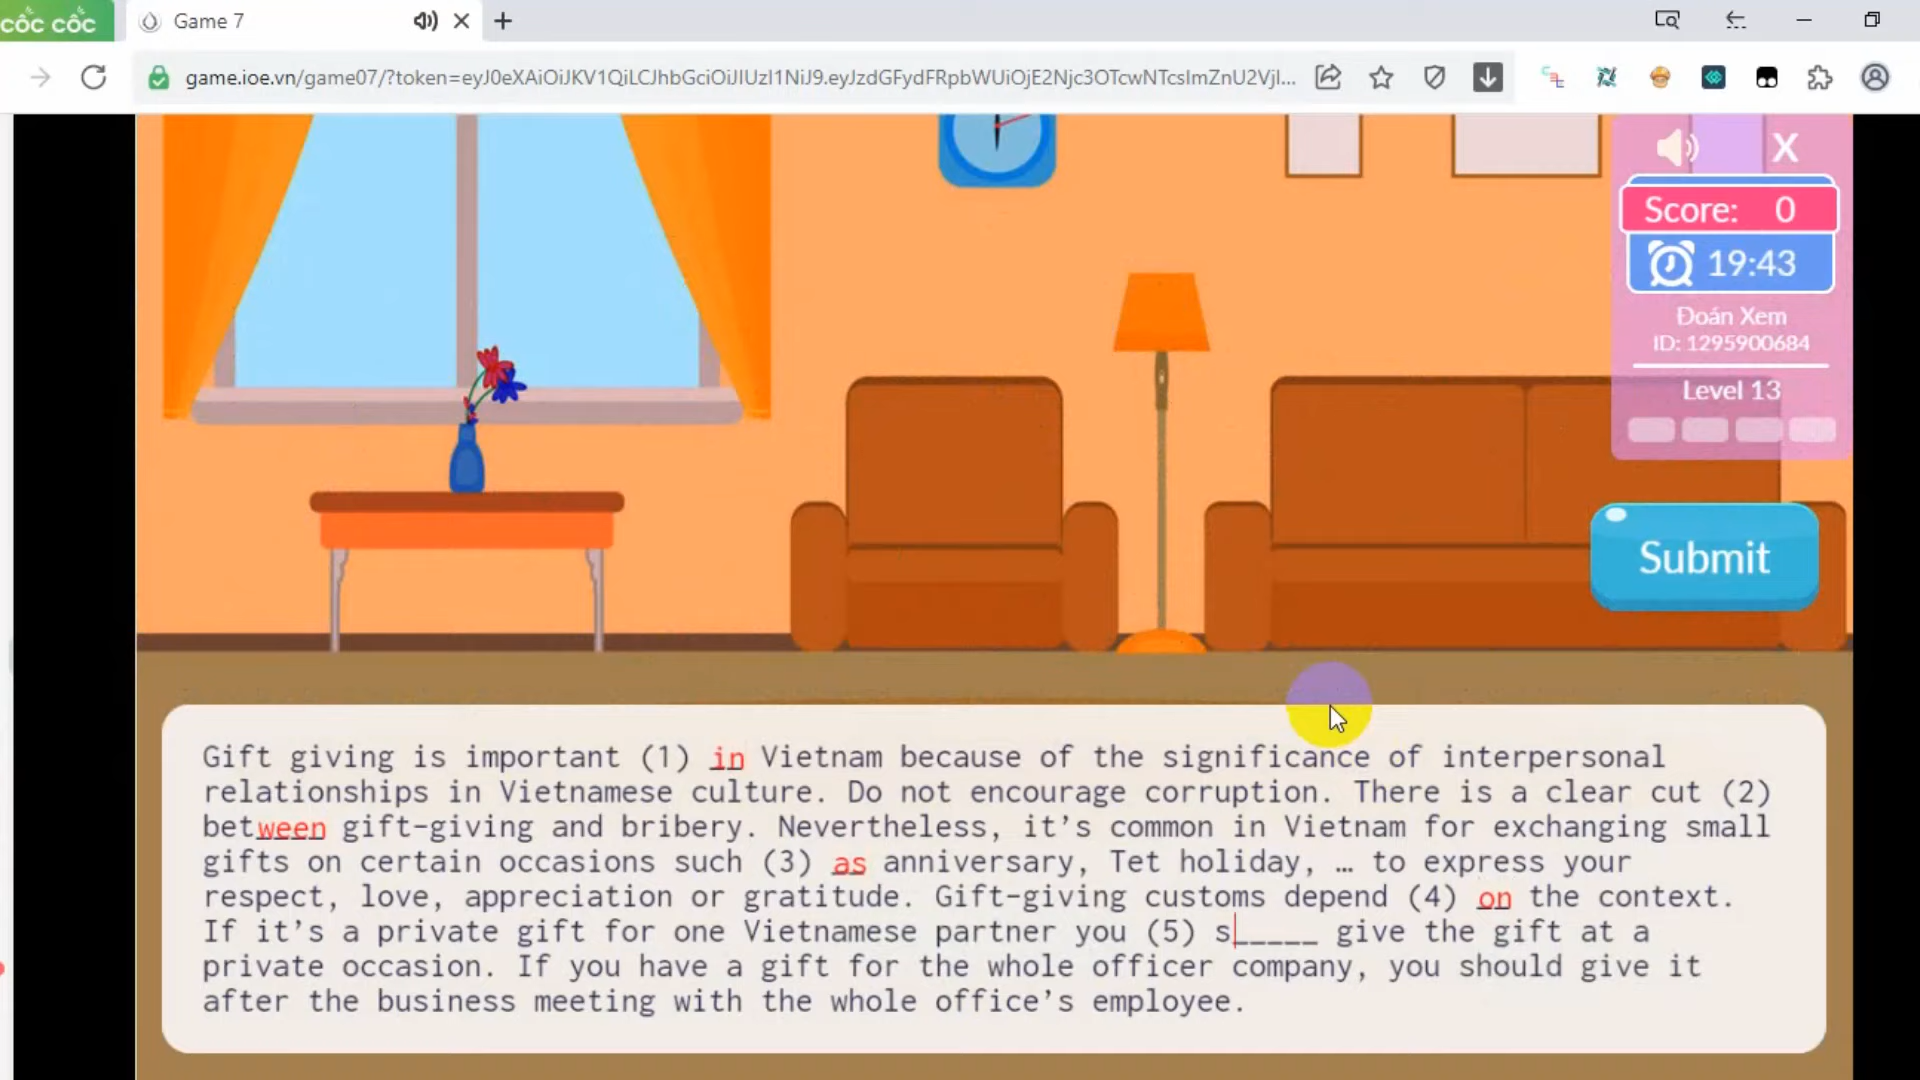 cốc cốc
Game 7
game.ioe.vn/game07/?token=eyJ0eXAiOiJKV1QiLCJhbGciOiJIUzI1NiJ9.eyJzdGFydFRpbWUiOjE2Njc3OTcwNTcsImZnU2Vjl...
X
Score: 0
19:43
Đoán Xem
ID: 1295900684
Level 13
Submit
Gift giving is important (1) in Vietnam because of the significance of interpersonal
relationships in Vietnamese culture. Do not encourage corruption. There is a clear cut (2)
between gift-giving and bribery. Nevertheless, it's common in Vietnam for exchanging small
gifts on certain occasions such (3) as anniversary, Tet holiday, … to express your
respect, love, appreciation or gratitude. Gift-giving customs depend (4) on the context.
If it's a private gift for one Vietnamese partner you (5) s_____ give the gift at a
private occasion. If you have a gift for the whole officer company, you should give it
after the business meeting with the whole office's employee.